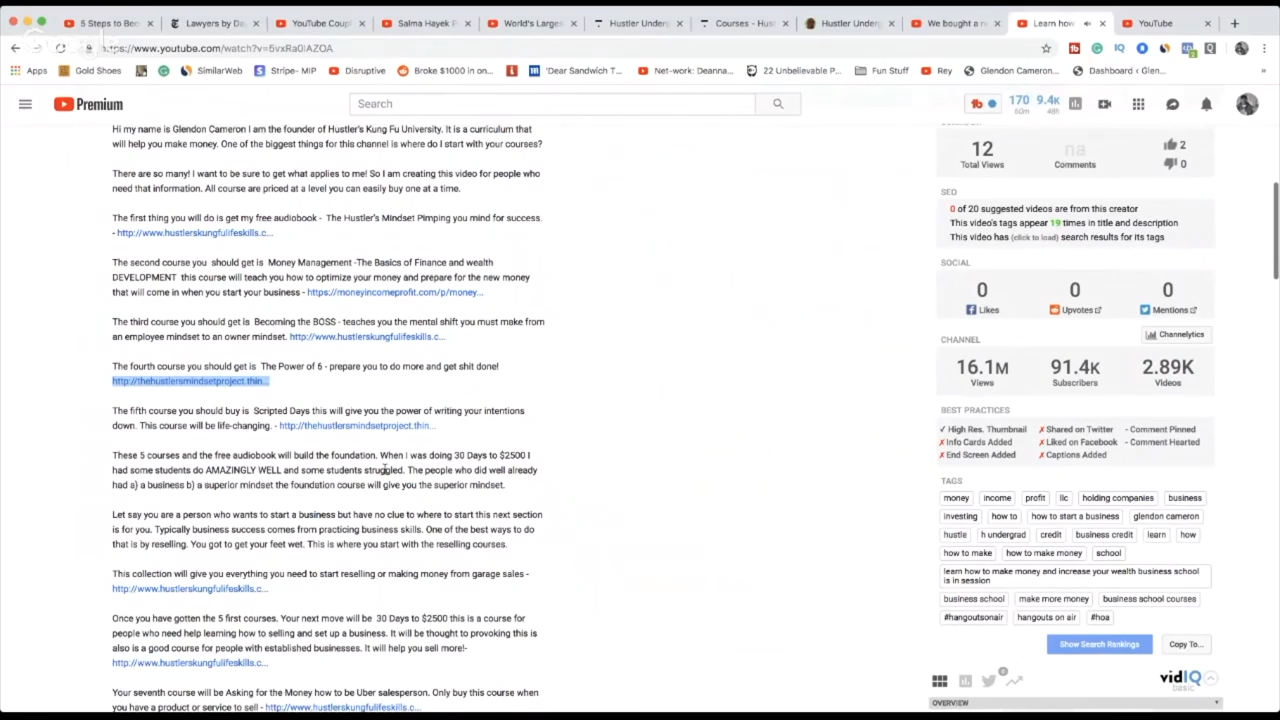 5 Steps to Bec
Lawyers by Da
YouTube Coup
Salma Hayek P
World's Larges
Hustler Underg
Courses - Hust
Hustler Underg
We bought a n
Learn how
YouTube
https://www.youtube.com/watch?v=5vxRa0lAZOA
Apps
Gold Shoes
SimilarWeb
Stripe- MIP
Disruptive
Broke $1000 in on...
'Dear Sandwich T...
Net-work: Deanna...
22 Unbelievable P...
Fun Stuff
Rey
Glendon Cameron...
Dashboard ‹ Glen...
»
Premium
Search
170 9.4K
60m 48h
Hi my name is Glendon Cameron I am the founder of Hustler's Kung Fu University. It is a curriculum that
will help you make money. One of the biggest things for this channel is where do I start with your courses?
There are so many! I want to be sure to get what applies to me! So I am creating this video for people who
need that information. All course are priced at a level you can easily buy one at a time.
The first thing you will do is get my free audiobook - The Hustler's Mindset Pimping you mind for success.
- http://www.hustlerskungfulifeskills.c...
The second course you should get is Money Management -The Basics of Finance and wealth
DEVELOPMENT this course will teach you how to optimize your money and prepare for the new money
that will come in when you start your business - https://moneyincomeprofit.com/p/money...
The third course you should get is Becoming the BOSS - teaches you the mental shift you must make from
an employee mindset to an owner mindset. http://www.hustlerskungfulifeskills.c...
The fourth course you should get is The Power of 6 - prepare you to do more and get shit done!
http://thehustlersmindsetproject.thin...
The fifth course you should buy is Scripted Days this will give you the power of writing your intentions
down. This course will be life-changing. - http://thehustlersmindsetproject.thin...
These 5 courses and the free audiobook will build the foundation. When I was doing 30 Days to $2500 I
had some students do AMAZINGLY WELL and some students struggled. The people who did well already
had a) a business b) a superior mindset the foundation course will give you the superior mindset.
Let say you are a person who wants to start a business but have no clue to where to start this next section
is for you. Typically business success comes from practicing business skills. One of the best ways to do
that is by reselling. You got to get your feet wet. This is where you start with the reselling courses.
This collection will give you everything you need to start reselling or making money from garage sales -
http://www.hustlerskungfulifeskills.c...
Once you have gotten the 5 first courses. Your next move will be 30 Days to $2500 this is a course for
people who need help learning how to selling and set up a business. It will be thought to provoking this is
also is a good course for people with established businesses. It will help you sell more!-
http://www.hustlerskungfulifeskills.c...
Your seventh course will be Asking for the Money how to be Uber salesperson. Only buy this course when
you have a product or service to sell - http://www.hustlerskungfulifeskills.c...
12 na 2
0
Total Views Comments
SEO
0 of 20 suggested videos are from this creator
This video's tags appear 19 times in title and description
This video has (click to load) search results for its tags
SOCIAL
0 0 0
Likes Upvotes Mentions
Channelytics
CHANNEL
16.1M 91.4K 2.89K
Views Subscribers Videos
BEST PRACTICES
✓ High Res. Thumbnail ✗ Shared on Twitter - Comment Pinned
✗ Info Cards Added ✗ Liked on Facebook - Comment Hearted
✗ End Screen Added ✗ Captions Added
TAGS
money income profit llc holding companies business
investing how to how to start a business glendon cameron
hustle h undergrad credit business credit learn how
how to make how to make money school
learn how to make money and increase your wealth business school
is in session
business school make more money business school courses
#hangoutsonair hangouts on air #hoa
Show Search Rankings Copy To...
vidIQ
basic
OVERVIEW